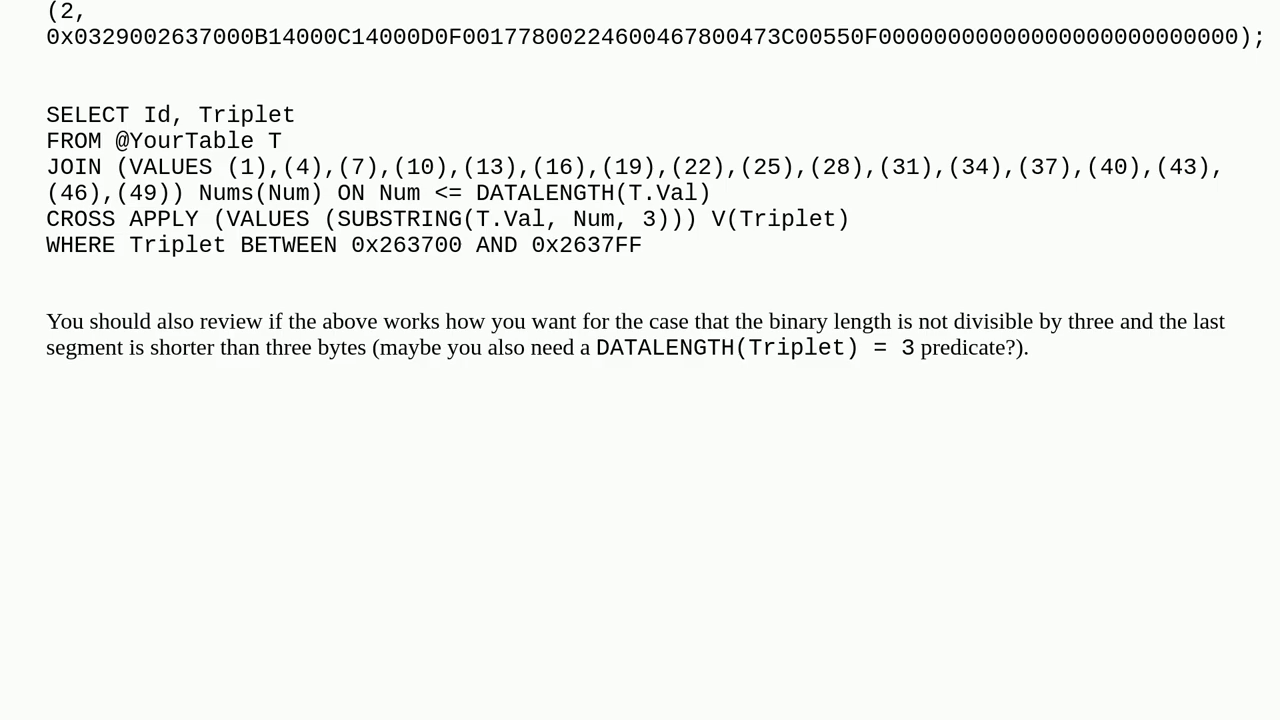 (2,
0x0329002637000B14000C14000D0F00177800224600467800473C00550F00000000000000000000000000);
SELECT Id, Triplet
FROM @YourTable T
JOIN (VALUES (1),(4),(7),(10),(13),(16),(19),(22),(25),(28),(31),(34),(37),(40),(43),
(46),(49)) Nums(Num) ON Num <= DATALENGTH(T.Val)
CROSS APPLY (VALUES (SUBSTRING(T.Val, Num, 3))) V(Triplet)
WHERE Triplet BETWEEN 0x263700 AND 0x2637FF
You should also review if the above works how you want for the case that the binary length is not divisible by three and the last
segment is shorter than three bytes (maybe you also need a DATALENGTH(Triplet) = 3 predicate?).